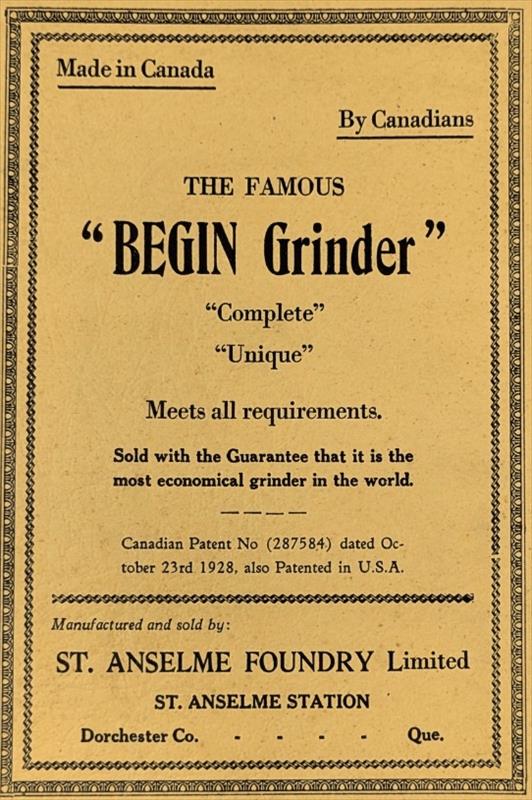 Made in Canada
By Canadians
THE FAMOUS
“BEGIN Grinder”
“Complete”
“Unique”
Meets all requirements.
Sold with the Guarantee that it is the
most economical grinder in the world.
Canadian Patent No (287584) dated Oc-
tober 23rd 1928, also Patented in U.S.A.
Manufactured and sold by:
ST. ANSELME FOUNDRY Limited
ST. ANSELME STATION
Dorchester Co. - - - - Que.